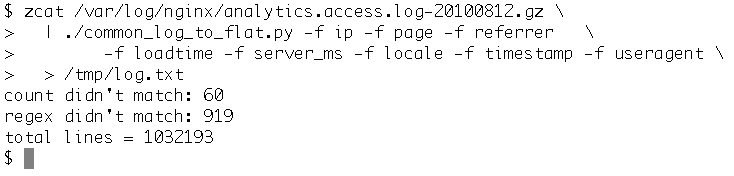 $ zcat /var/log/nginx/analytics.access.log-20100812.gz \
>   | ./common_log_to_flat.py -f ip -f page -f referrer   \
>         -f loadtime -f server_ms -f locale -f timestamp -f useragent \
>   > /tmp/log.txt
count didn't match: 60
regex didn't match: 919
total lines = 1032193
$